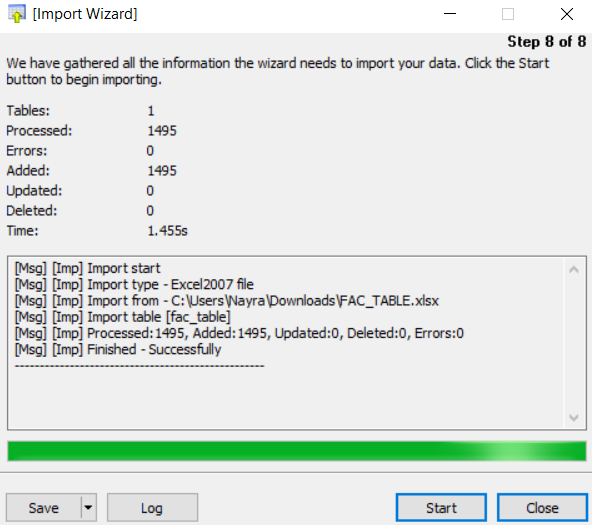 [Import Wizard]
Step 8 of 8
We have gathered all the information the wizard needs to import your data. Click the Start
button to begin importing.
Tables: 1
Processed: 1495
Errors: 0
Added: 1495
Updated: 0
Deleted: 0
Time: 1.455s
[Msg] [Imp] Import start
[Msg] [Imp] Import type - Excel2007 file
[Msg] [Imp] Import from - C:\Users\Nayra\Downloads\FAC_TABLE.xlsx
[Msg] [Imp] Import table [fac_table]
[Msg] [Imp] Processed:1495, Added:1495, Updated:0, Deleted:0, Errors:0
[Msg] [Imp] Finished - Successfully
--------------------------------------------------
Save Log Start Close